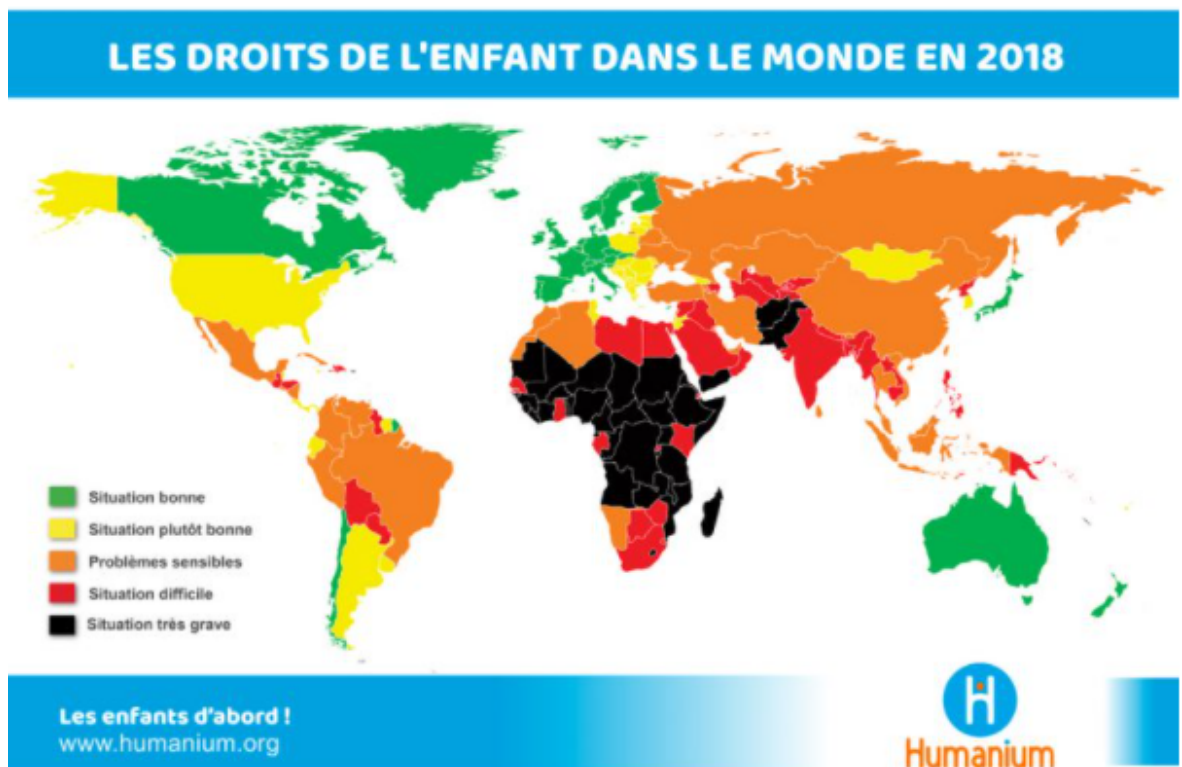 LES DROITS DE L'ENFANT DANS LE MONDE EN 2018
Situation bonne
Situation plutôt bonne
Problèmes sensibles
Situation difficile
Situation très grave
Les enfants d'abord !
www.humanium.org
Humanium